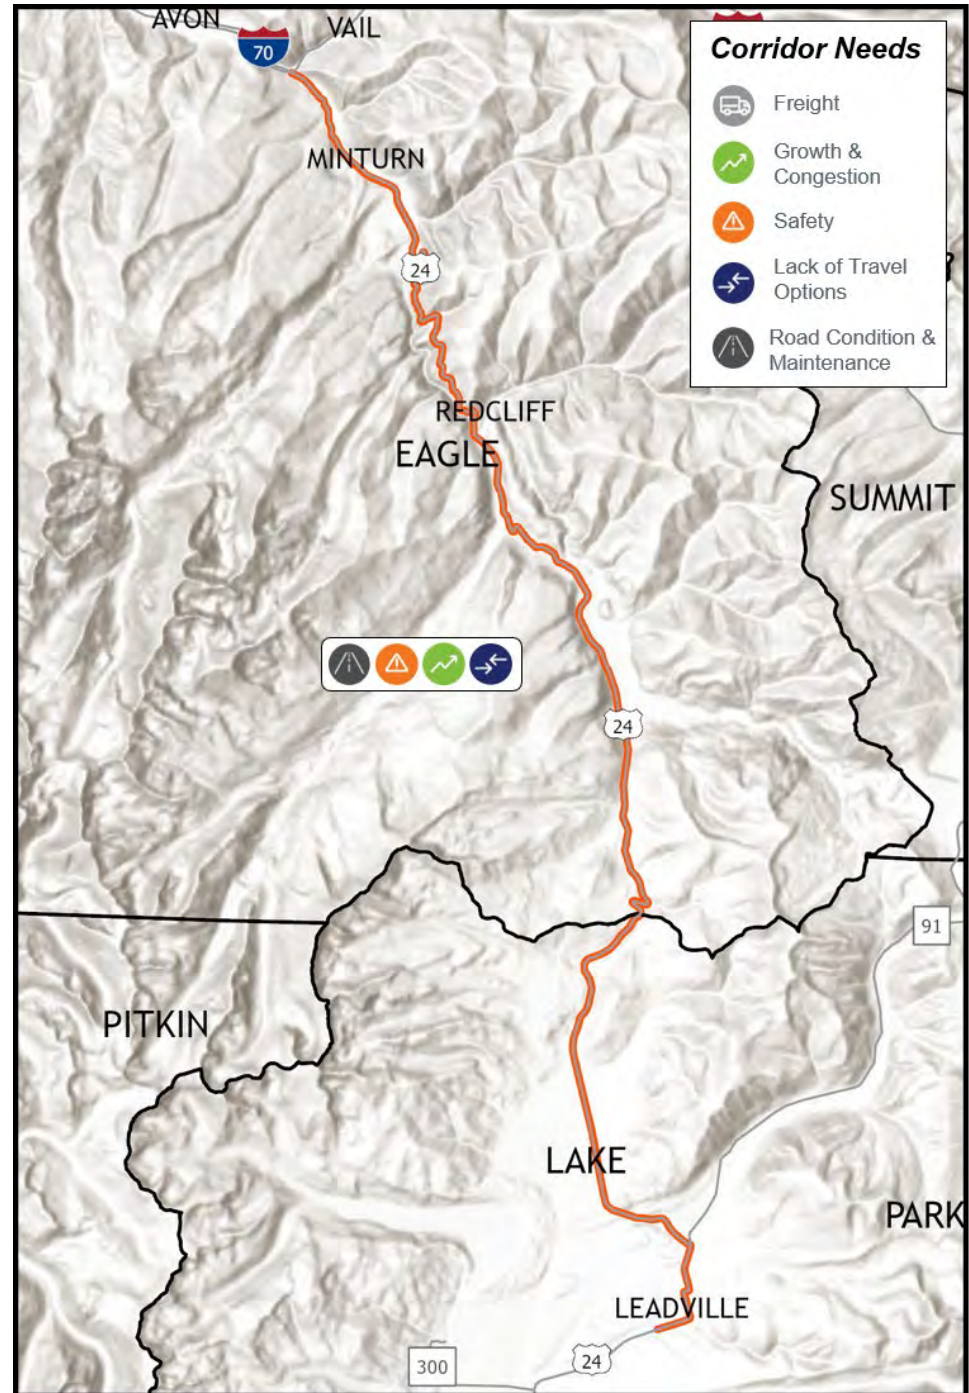 AVON
VAIL
70
Corridor Needs
Freight
Growth &
Congestion
Safety
Lack of Travel
Options
Road Condition &
Maintenance
MINTURN
24
REDCLIFF
EAGLE
SUMMIT
24
91
PITKIN
LAKE
PARK
LEADVILLE
24
300